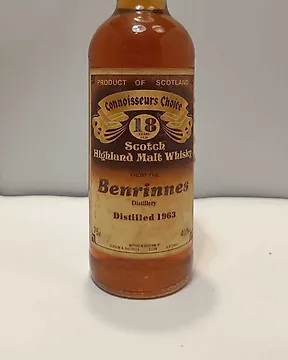 PRODUCT OF SCOTLAND
Connoisseurs Choice
18
YEARS
OLD
Scotch
Highland Malt Whisky
FROM THE
Benrinnes
Distillery
Distilled 1963